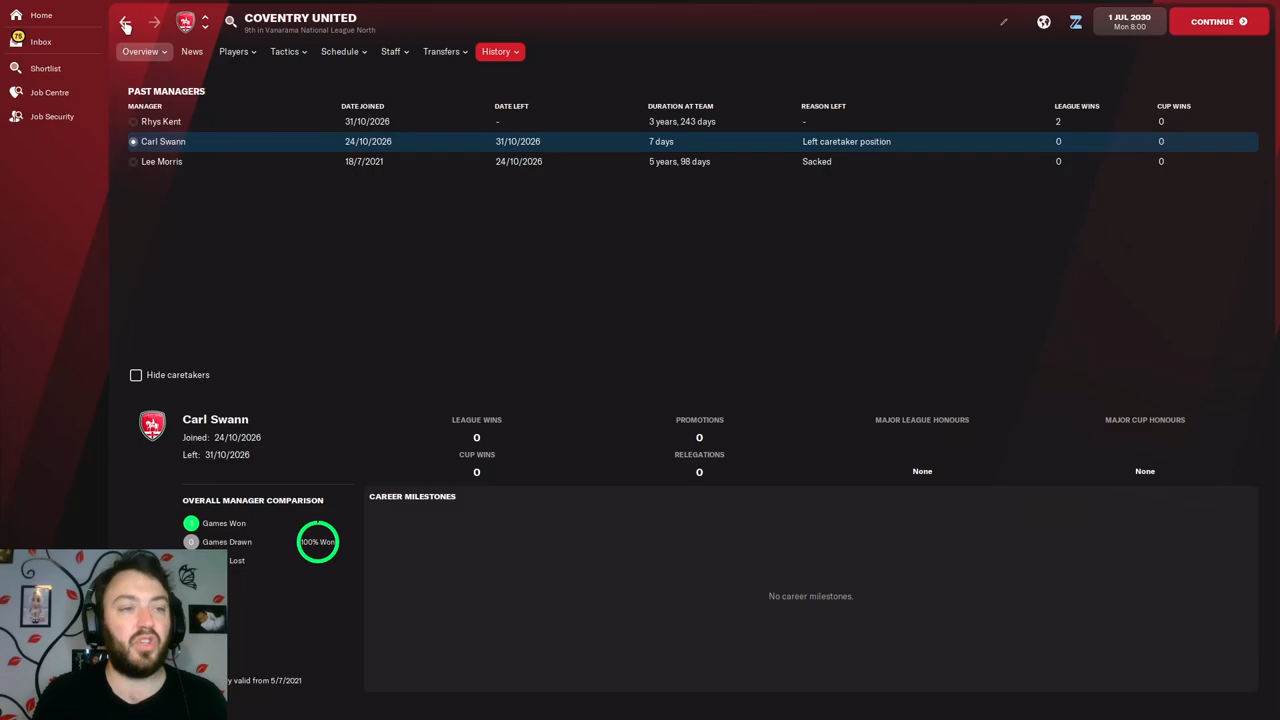 Home
Inbox
75
Shortlist
Job Centre
Job Security
COVENTRY UNITED
9th in Vanarama National League North
1 JUL 2030
Mon 8:00
CONTINUE
Overview
News
Players
Tactics
Schedule
Staff
Transfers
History
PAST MANAGERS
MANAGER DATE JOINED DATE LEFT DURATION AT TEAM REASON LEFT LEAGUE WINS CUP WINS
Rhys Kent 31/10/2026 - 3 years, 243 days - 2 0
Carl Swann 24/10/2026 31/10/2026 7 days Left caretaker position 0 0
Lee Morris 18/7/2021 24/10/2026 5 years, 98 days Sacked 0 0
Hide caretakers
Carl Swann
Joined: 24/10/2026
Left: 31/10/2026
LEAGUE WINS
0
CUP WINS
0
PROMOTIONS
0
RELEGATIONS
0
MAJOR LEAGUE HONOURS
None
MAJOR CUP HONOURS
None
OVERALL MANAGER COMPARISON
Games Won
0 Games Drawn
Lost
100% Won
CAREER MILESTONES
No career milestones.
valid from 5/7/2021